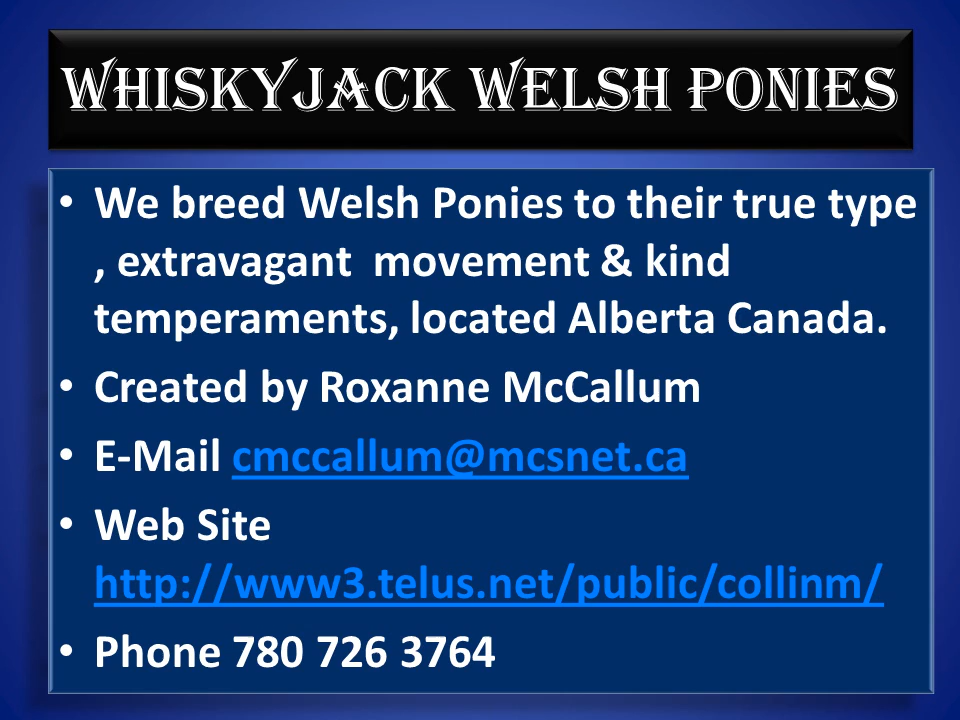 WHISKYJACK WELSH PONIES
• We breed Welsh Ponies to their true type
, extravagant  movement & kind
temperaments, located Alberta Canada.
• Created by Roxanne McCallum
• E-Mail cmccallum@mcsnet.ca
• Web Site
http://www3.telus.net/public/collinm/
• Phone 780 726 3764